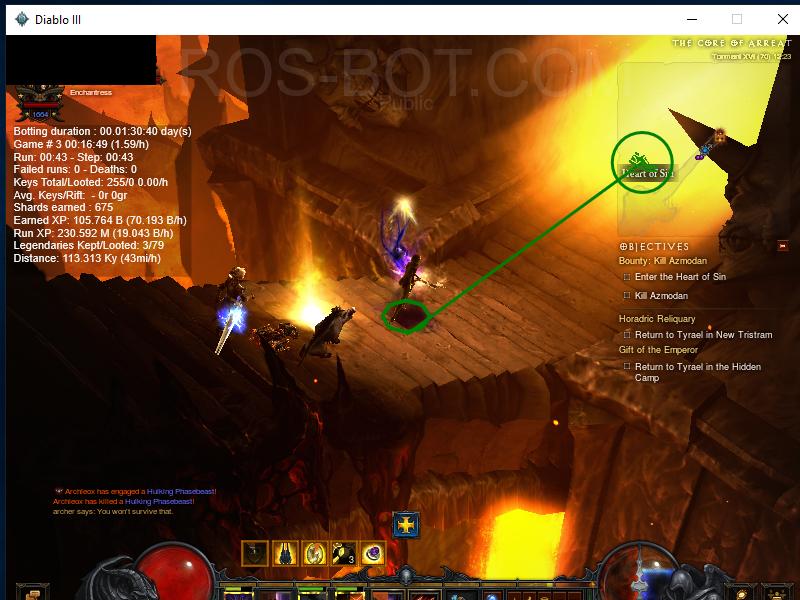 Diablo III
ROS-BOT.COM
Public
THE CORE OF ARREAT
Torment XVI (70) 12:23
Enchantress
1664
Botting duration : 00.01:30:40 day(s)
Game # 3 00:16:49 (1.59/h)
Run: 00:43 - Step: 00:43
Failed runs: 0 - Deaths: 0
Keys Total/Looted: 255/0 0.00/h
Avg. Keys/Rift: - 0r 0gr
Shards earned : 675
Earned XP: 105.764 B (70.193 B/h)
Run XP: 230.592 M (19.043 B/h)
Legendaries Kept/Looted: 3/79
Distance: 113.313 Ky (43mi/h)
Heart of Sin
OBJECTIVES
Bounty: Kill Azmodan
Enter the Heart of Sin
Kill Azmodan
Horadric Reliquary
Return to Tyrael in New Tristram
Gift of the Emperor
Return to Tyrael in the Hidden
Camp
Archleox has engaged a Hulking Phasebeast!
Archleox has killed a Hulking Phasebeast!
archer says: You won't survive that.
3